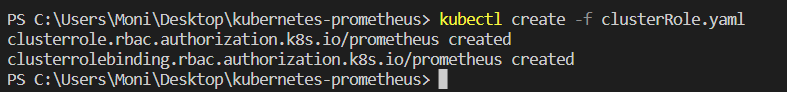 PS C:\Users\Moni\Desktop\kubernetes-prometheus> kubectl create -f clusterRole.yaml
clusterrole.rbac.authorization.k8s.io/prometheus created
clusterrolebinding.rbac.authorization.k8s.io/prometheus created
PS C:\Users\Moni\Desktop\kubernetes-prometheus>